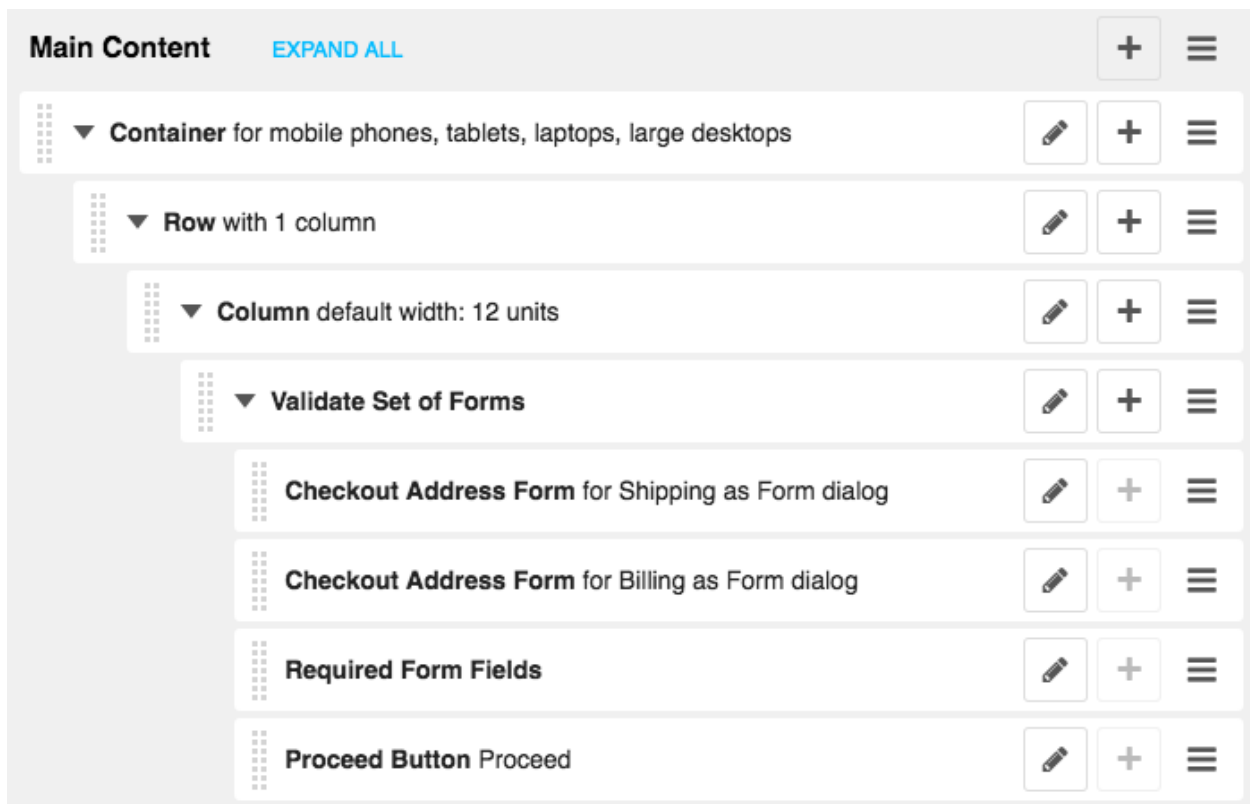 Main Content EXPAND ALL
Container for mobile phones, tablets, laptops, large desktops
Row with 1 column
Column default width: 12 units
Validate Set of Forms
Checkout Address Form for Shipping as Form dialog
Checkout Address Form for Billing as Form dialog
Required Form Fields
Proceed Button Proceed